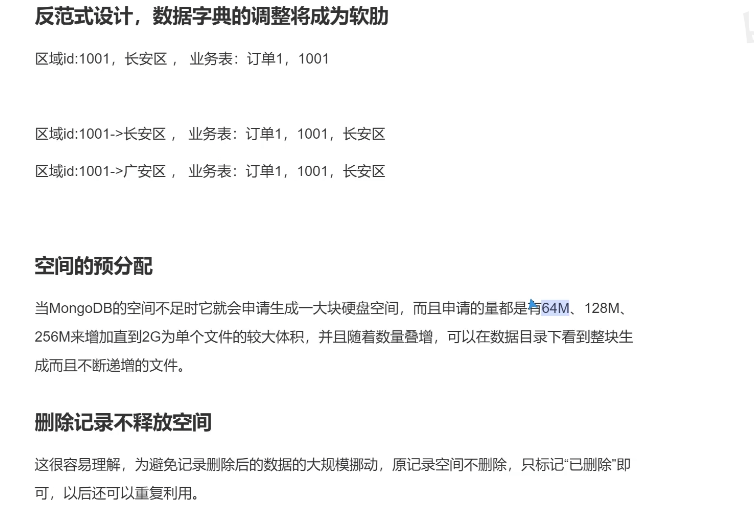 反范式设计，数据字典的调整将成为软肋
区域id:1001，长安区 ， 业务表：订单1，1001
区域id:1001->长安区 ， 业务表：订单1，1001，长安区
区域id:1001->广安区 ， 业务表：订单1，1001，长安区
空间的预分配
当MongoDB的空间不足时它就会申请生成一大块硬盘空间，而且申请的量都是有64M、128M、
256M来增加直到2G为单个文件的较大体积，并且随着数量叠增，可以在数据目录下看到整块生
成而且不断递增的文件。
删除记录不释放空间
这很容易理解，为避免记录删除后的数据的大规模挪动，原记录空间不删除，只标记“已删除”即
可，以后还可以重复利用。